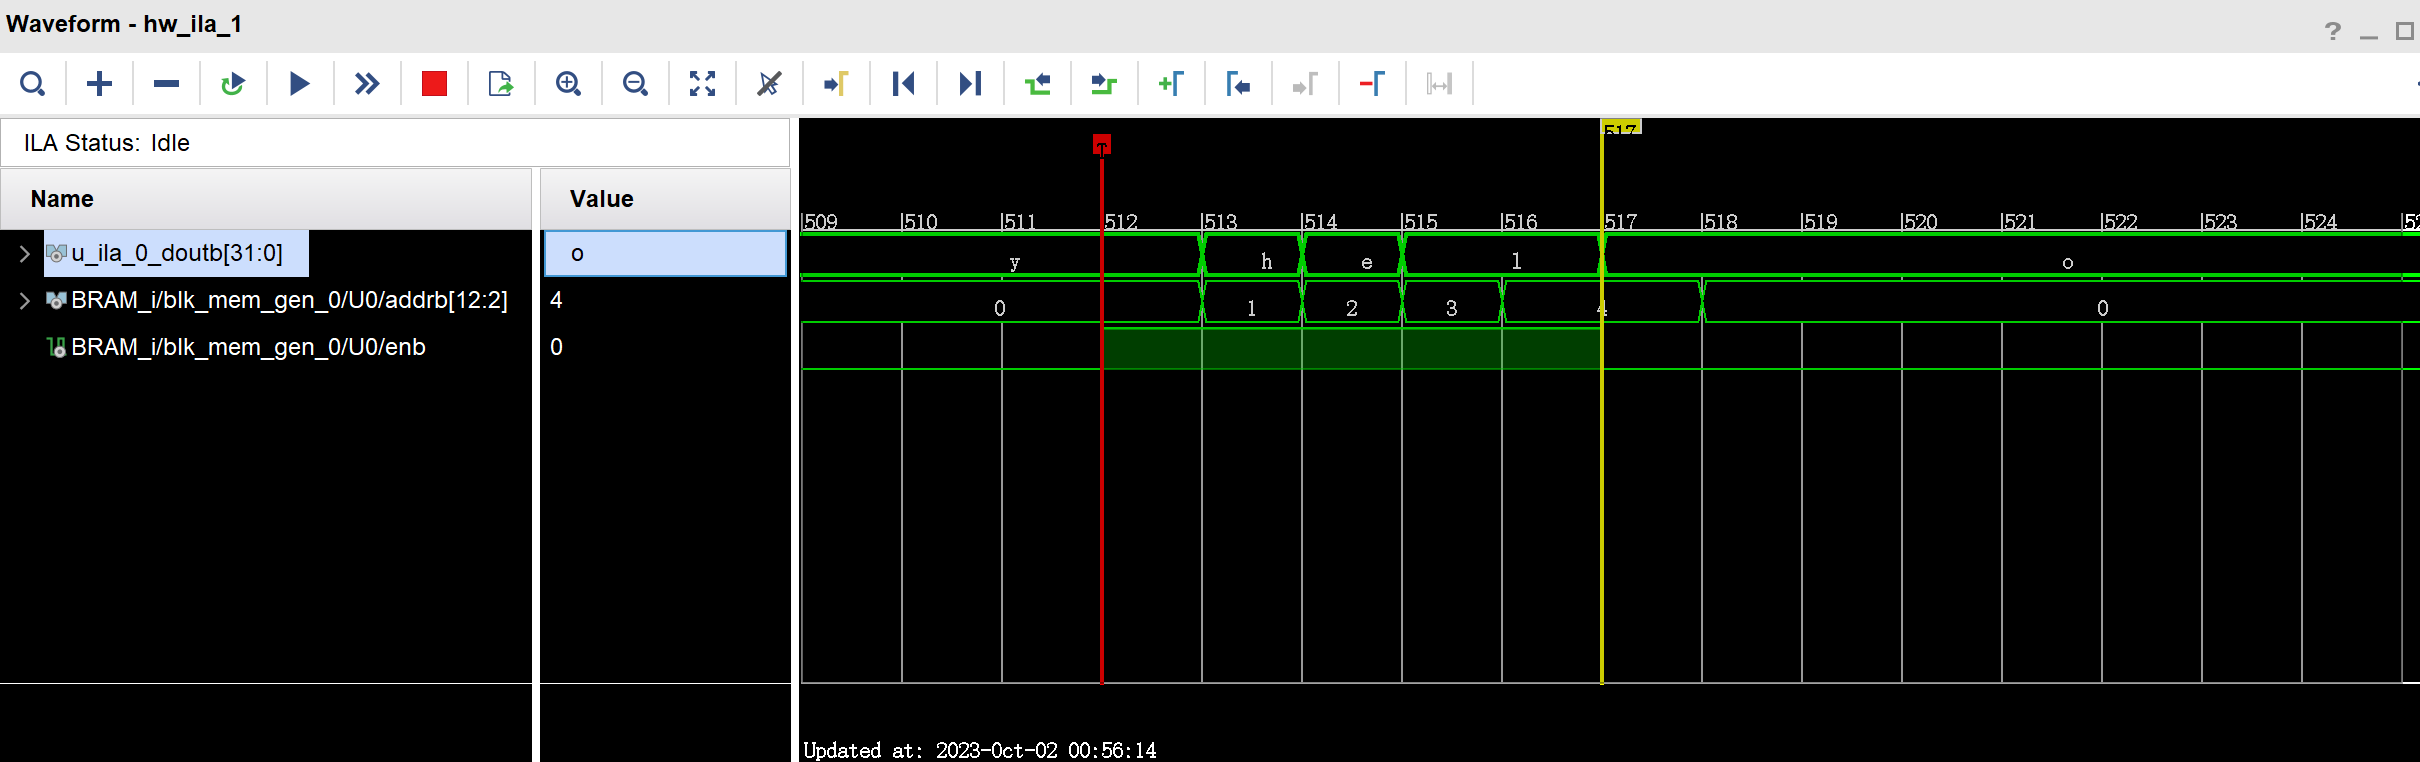 Waveform - hw_ila_1
?
ILA Status: Idle
Name Value
T
517
509 510 511 512 513 514 515 516 517 518 519 520 521 522 523 524
u_ila_0_doutb[31:0] o y h e l o
BRAM_i/blk_mem_gen_0/U0/addrb[12:2] 4 0 1 2 3 4 0
BRAM_i/blk_mem_gen_0/U0/enb 0
Updated at: 2023-Oct-02 00:56:14